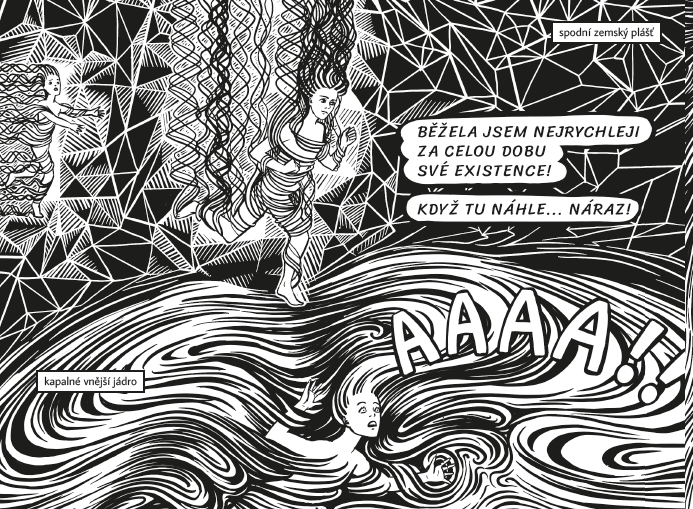 spodní zemský plášť
BĚŽELA JSEM NEJRYCHLEJI
ZA CELOU DOBU
SVÉ EXISTENCE!
KDYŽ TU NÁHLE... NÁRAZ!
AAAA!!
kapalné vnější jádro